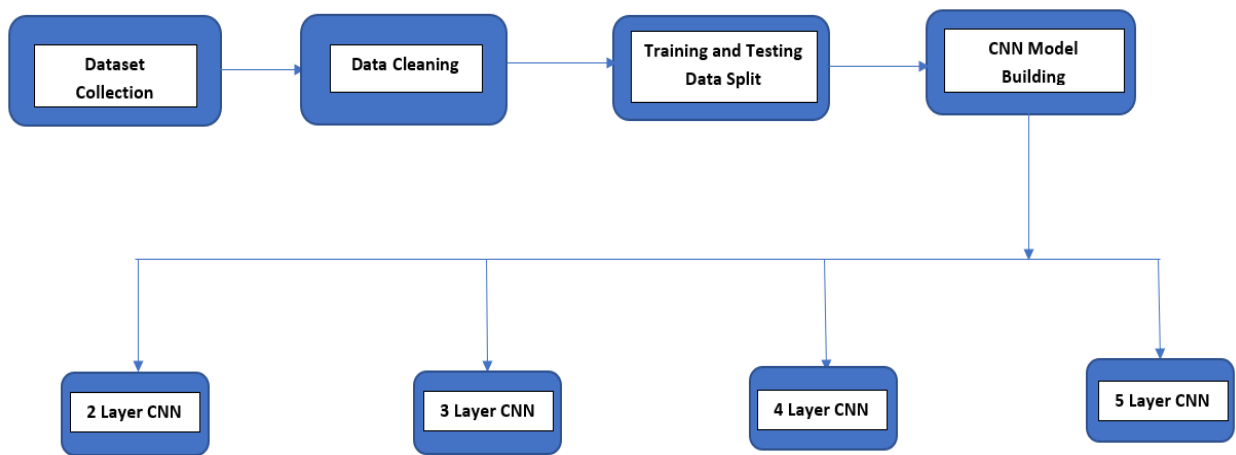 Dataset
Collection
Data Cleaning
Training and Testing
Data Split
CNN Model
Building
2 Layer CNN
3 Layer CNN
4 Layer CNN
5 Layer CNN